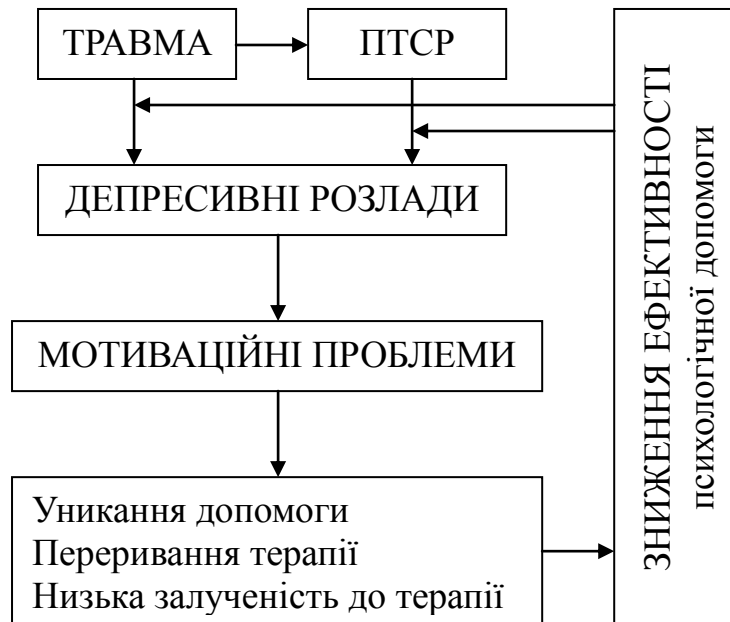 ТРАВМА
ПТСР
ДЕПРЕСИВНІ РОЗЛАДИ
МОТИВАЦІЙНІ ПРОБЛЕМИ
Уникання допомоги
Переривання терапії
Низька залученість до терапії
ЗНИЖЕННЯ ЕФЕКТИВНОСТІ
психологічної допомоги